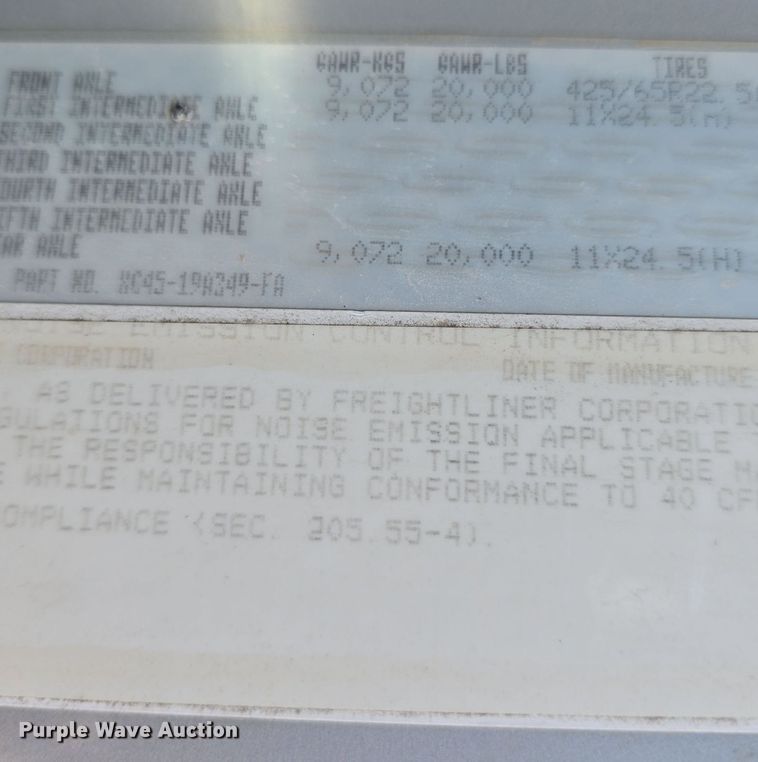 GAWR-KGS GAWR-LBS TIRES
FRONT AXLE 9,072 20,000 425/65R22.5
FIRST INTERMEDIATE AXLE 9,072 20,000 11X24.5(H)
SECOND INTERMEDIATE AXLE
THIRD INTERMEDIATE AXLE
OURTH INTERMEDIATE AXLE
IFTH INTERMEDIATE AXLE
AR AXLE 9,072 20,000 11X24.5(H)
PART NO. XC45-19A349-FA
NOISE EMISSION CONTROL INFORMATION
CORPORATION DATE OF MANUFACTURE
AS DELIVERED BY FREIGHTLINER CORPORATIO
GULATIONS FOR NOISE EMISSION APPLICABLE
THE RESPONSIBILITY OF THE FINAL STAGE MA
E WHILE MAINTAINING CONFORMANCE TO 40 CF
OMPLIANCE (SEC. 205.55-4).
Purple Wave Auction